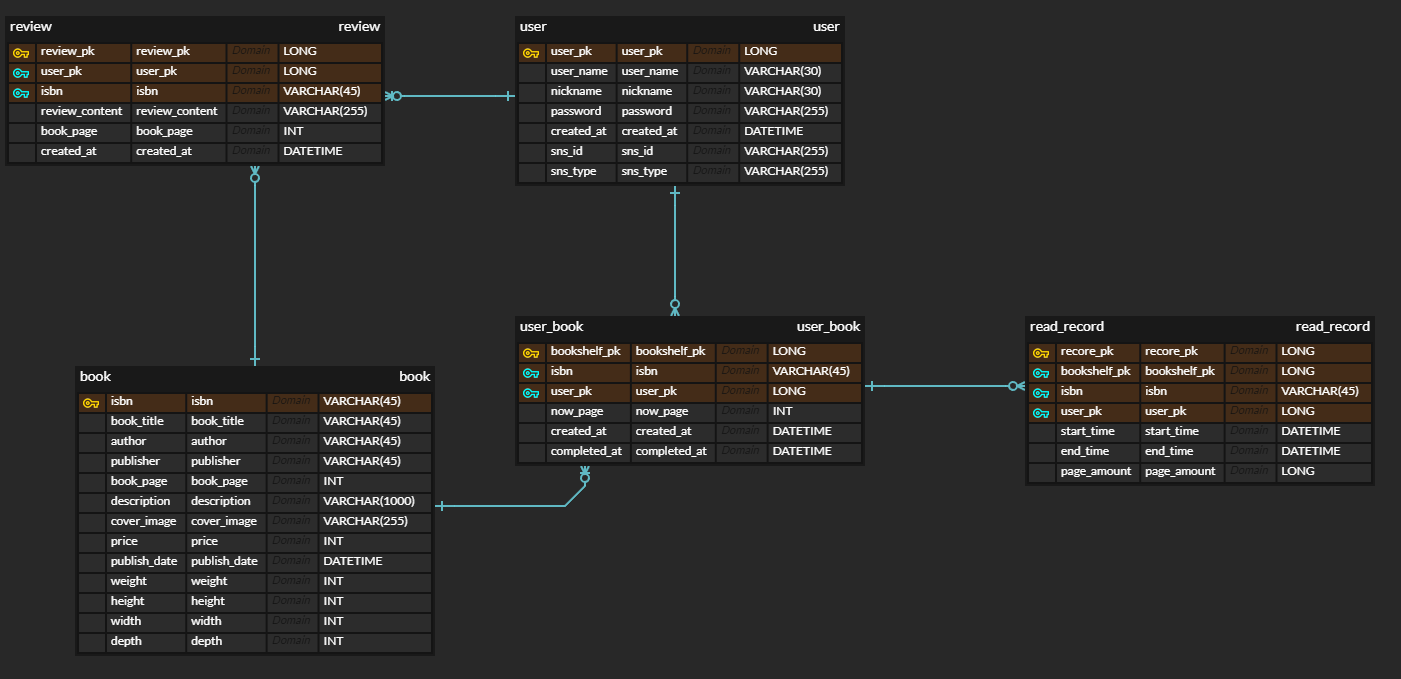 review review
review_pk review_pk Domain LONG
user_pk user_pk Domain LONG
isbn isbn Domain VARCHAR(45)
review_content review_content Domain VARCHAR(255)
book_page book_page Domain INT
created_at created_at Domain DATETIME
user user
user_pk user_pk Domain LONG
user_name user_name Domain VARCHAR(30)
nickname nickname Domain VARCHAR(30)
password password Domain VARCHAR(255)
created_at created_at Domain DATETIME
sns_id sns_id Domain VARCHAR(255)
sns_type sns_type Domain VARCHAR(255)
user_book user_book
bookshelf_pk bookshelf_pk Domain LONG
isbn isbn Domain VARCHAR(45)
user_pk user_pk Domain LONG
now_page now_page Domain INT
created_at created_at Domain DATETIME
completed_at completed_at Domain DATETIME
read_record read_record
recore_pk recore_pk Domain LONG
bookshelf_pk bookshelf_pk Domain LONG
isbn isbn Domain VARCHAR(45)
user_pk user_pk Domain LONG
start_time start_time Domain DATETIME
end_time end_time Domain DATETIME
page_amount page_amount Domain LONG
book book
isbn isbn Domain VARCHAR(45)
book_title book_title Domain VARCHAR(45)
author author Domain VARCHAR(45)
publisher publisher Domain VARCHAR(45)
book_page book_page Domain INT
description description Domain VARCHAR(1000)
cover_image cover_image Domain VARCHAR(255)
price price Domain INT
publish_date publish_date Domain DATETIME
weight weight Domain INT
height height Domain INT
width width Domain INT
depth depth Domain INT